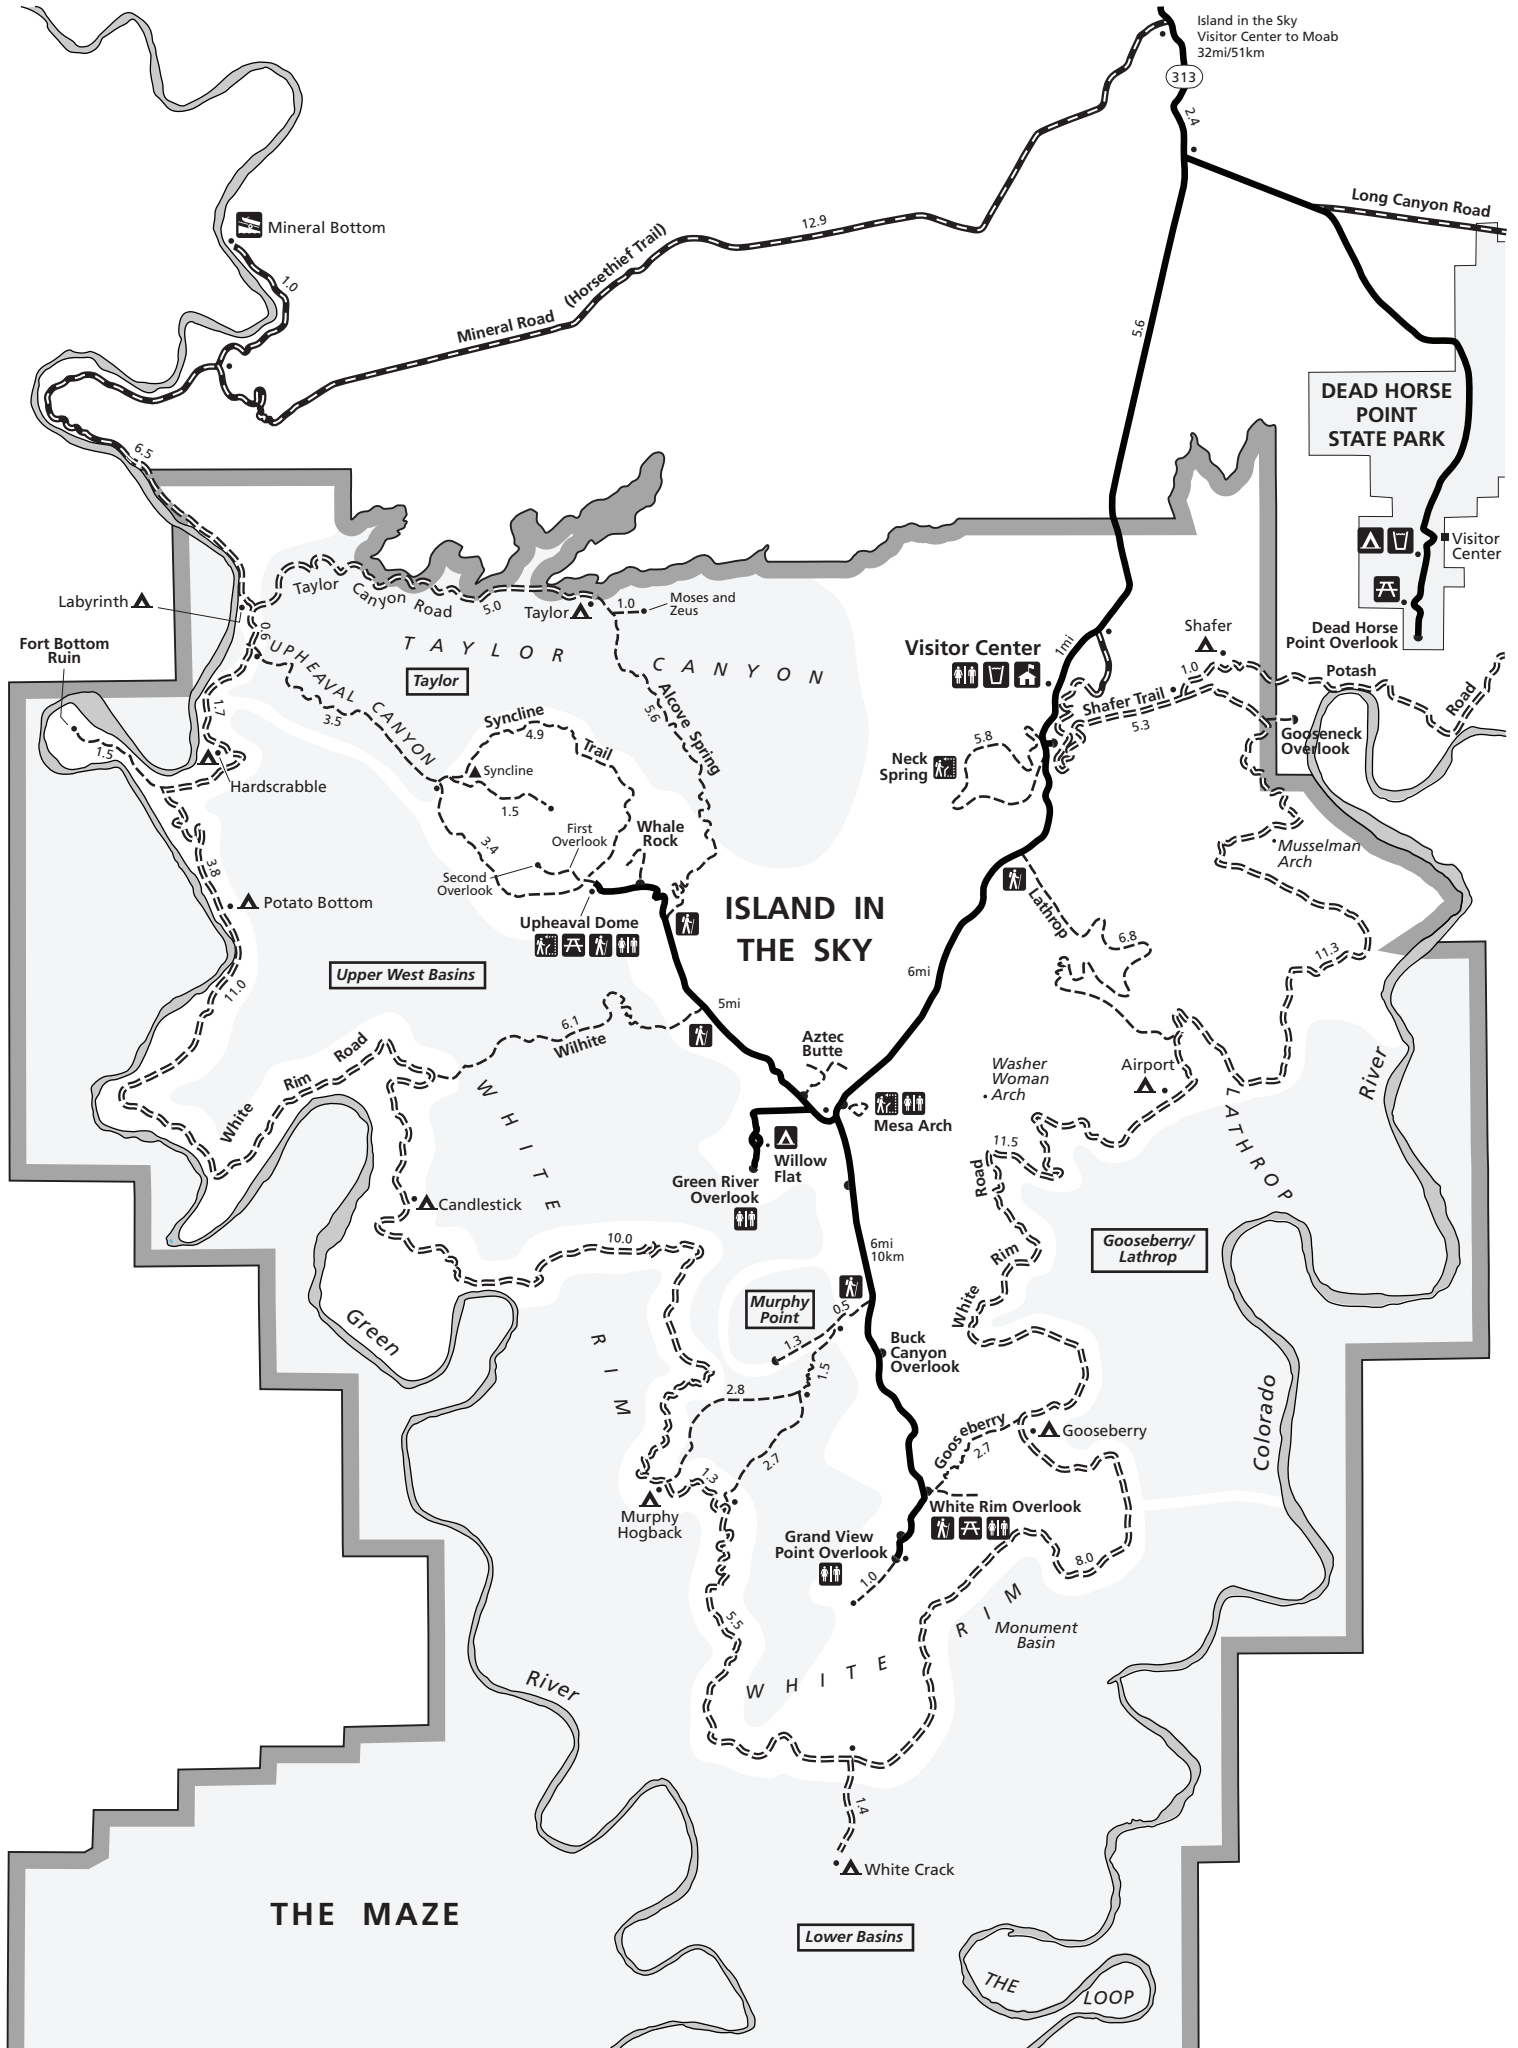 Island in the Sky
Visitor Center to Moab
32mi/51km
313
2.4
Long Canyon Road
Mineral Bottom
1.0
12.9
(Horsethief Trail)
Mineral Road
5.6
DEAD HORSE
POINT
STATE PARK
6.5
Visitor
Center
Labyrinth
Taylor Canyon Road
5.0
Taylor
1.0
Moses and
Zeus
Fort Bottom
Ruin
0.6
UPHEAVAL CANYON
TAYLOR CANYON
Taylor
3.5
Alcove Spring
5.6
Visitor Center
1mi
Shafer
1.0
Dead Horse
Point Overlook
Potash Road
Shafer Trail
5.3
Gooseneck
Overlook
1.7
1.5
Hardscrabble
Syncline Trail
4.9
Syncline
1.5
3.4
First
Overlook
Second
Overlook
Whale
Rock
Neck
Spring
5.8
Musselman
Arch
3.8
Potato Bottom
Upheaval Dome
ISLAND IN
THE SKY
Lathrop
6.8
11.3
Upper West Basins
11.0
5mi
6mi
6.1
Wilhite
Aztec
Butte
Washer
Woman
Arch
Airport
River
White Rim Road
Mesa Arch
Willow
Flat
Green River
Overlook
LATHROP
11.5
White Rim Road
Candlestick
WHITE RIM
10.0
6mi
10km
Gooseberry/
Lathrop
Murphy
Point
0.5
1.3
1.5
Green
Buck
Canyon
Overlook
2.8
2.7
Gooseberry
2.7
Gooseberry
Colorado
1.3
Murphy
Hogback
White Rim Overlook
Grand View
Point Overlook
1.0
8.0
5.5
WHITE RIM
Monument
Basin
River
1.4
White Crack
THE MAZE
Lower Basins
THE
LOOP